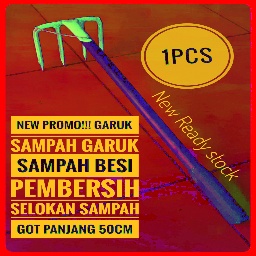 1PCS
New Ready stock
NEW PROMO!!! GARUK
SAMPAH GARUK
SAMPAH BESI
PEMBERSIH
SELOKAN SAMPAH
GOT PANJANG 50CM